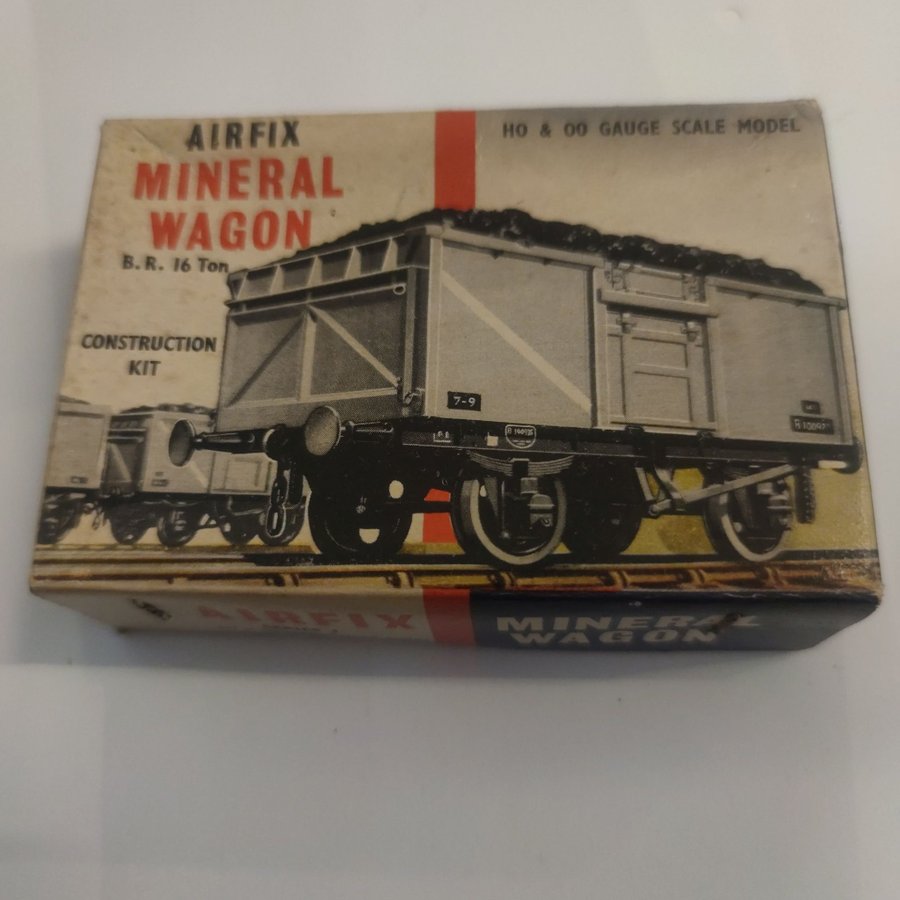 AIRFIX
MINERAL
WAGON
B.R. 16 Ton
CONSTRUCTION
KIT
HO & OO GAUGE SCALE MODEL
7-9
AIRFIX
MINERAL
WAGON